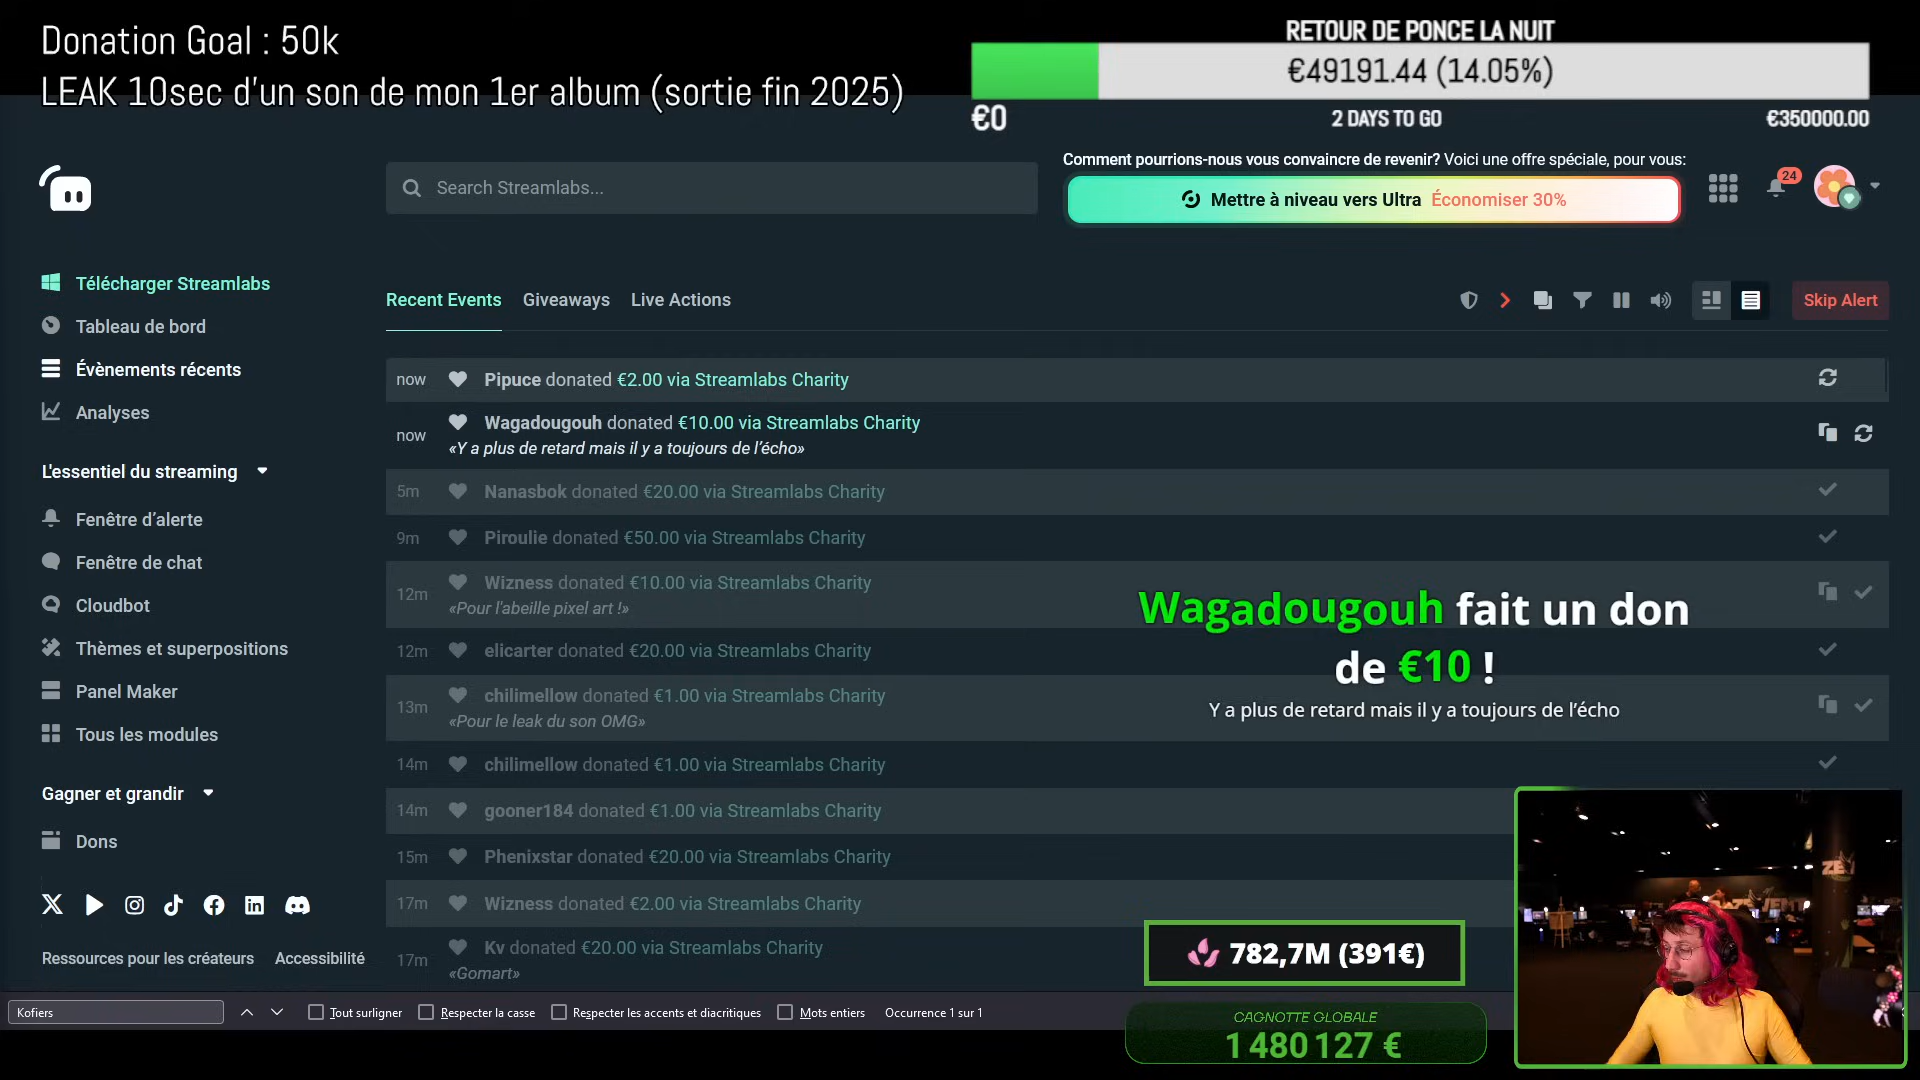 Donation Goal : 50k
LEAK 10sec d'un son de mon 1er album (sortie fin 2025)
RETOUR DE PONCE LA NUIT
€49191.44 (14.05%)
€0
2 DAYS TO GO
€350000.00
Comment pourrions-nous vous convaincre de revenir? Voici une offre spéciale, pour vous:
Search Streamlabs...
Mettre à niveau vers Ultra Économiser 30%
24
Télécharger Streamlabs
Tableau de bord
Évènements récents
Analyses
L'essentiel du streaming
Fenêtre d’alerte
Fenêtre de chat
Cloudbot
Thèmes et superpositions
Panel Maker
Tous les modules
Gagner et grandir
Dons
Ressources pour les créateurs
Accessibilité
Recent Events
Giveaways
Live Actions
Skip Alert
now Pipuce donated €2.00 via Streamlabs Charity
now Wagadougouh donated €10.00 via Streamlabs Charity
«Y a plus de retard mais il y a toujours de l’écho»
5m Nanasbok donated €20.00 via Streamlabs Charity
9m Piroulie donated €50.00 via Streamlabs Charity
12m Wizness donated €10.00 via Streamlabs Charity
«Pour l'abeille pixel art !»
12m elicarter donated €20.00 via Streamlabs Charity
13m chilimellow donated €1.00 via Streamlabs Charity
«Pour le leak du son OMG»
14m chilimellow donated €1.00 via Streamlabs Charity
14m gooner184 donated €1.00 via Streamlabs Charity
15m Phenixstar donated €20.00 via Streamlabs Charity
17m Wizness donated €2.00 via Streamlabs Charity
17m Kv donated €20.00 via Streamlabs Charity
«Gomart»
Wagadougouh fait un don
de €10 !
Y a plus de retard mais il y a toujours de l’écho
782,7M (391€)
CAGNOTTE GLOBALE
1 480 127 €
Kofiers
Tout surligner
Respecter la casse
Respecter les accents et diacritiques
Mots entiers
Occurrence 1 sur 1